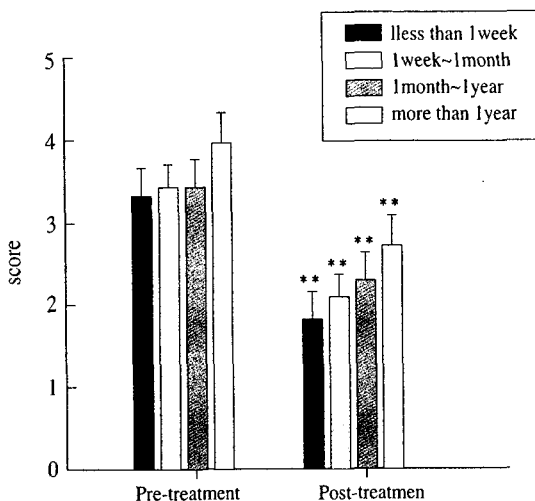 lless than 1week
1week~1month
1month~1year
more than 1year
5
4
3
2
1
0
score
** ** ** **
Pre-treatment Post-treatmen